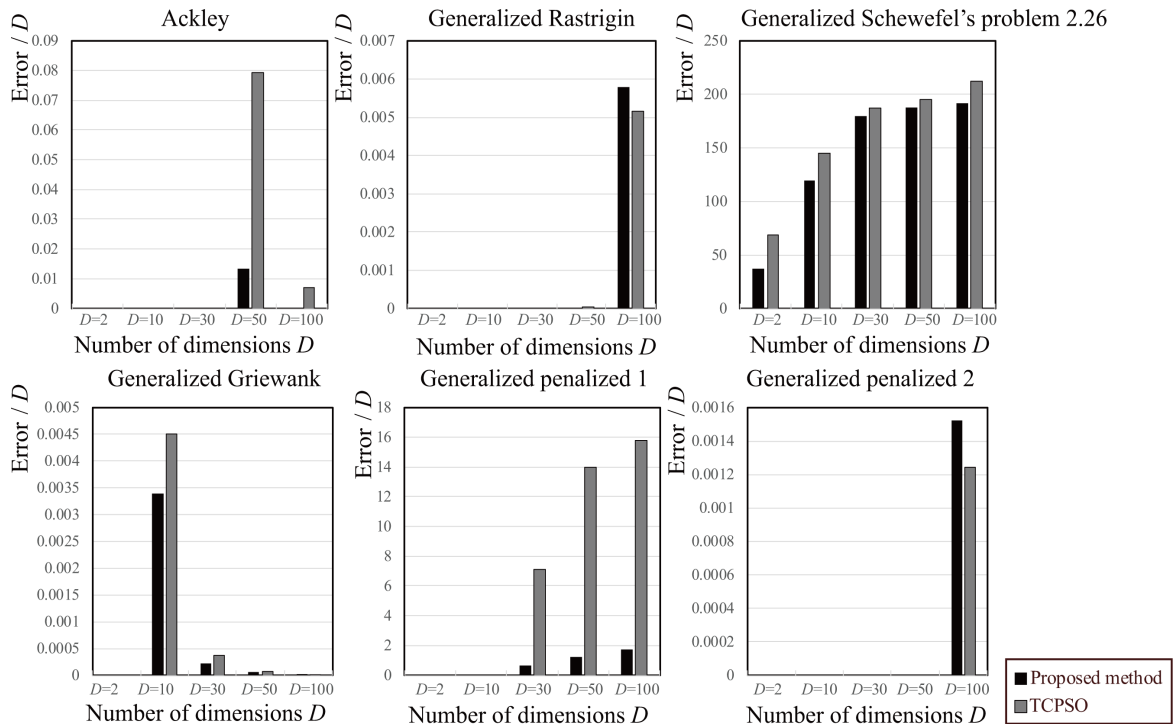 Ackley
Error / D
0.09
0.08
0.07
0.06
0.05
0.04
0.03
0.02
0.01
0
D=2 D=10 D=30 D=50 D=100
Number of dimensions D
Generalized Rastrigin
Error / D
0.007
0.006
0.005
0.004
0.003
0.002
0.001
0
D=2 D=10 D=30 D=50 D=100
Number of dimensions D
Generalized Schewefel's problem 2.26
Error / D
250
200
150
100
50
0
D=2 D=10 D=30 D=50 D=100
Number of dimensions D
Generalized Griewank
Error / D
0.005
0.0045
0.004
0.0035
0.003
0.0025
0.002
0.0015
0.001
0.0005
0
D=2 D=10 D=30 D=50 D=100
Number of dimensions D
Generalized penalized 1
Error / D
18
16
14
12
10
8
6
4
2
0
D=2 D=10 D=30 D=50 D=100
Number of dimensions D
Generalized penalized 2
Error / D
0.0016
0.0014
0.0012
0.001
0.0008
0.0006
0.0004
0.0002
0
D=2 D=10 D=30 D=50 D=100
Number of dimensions D
Proposed method
TCPSO